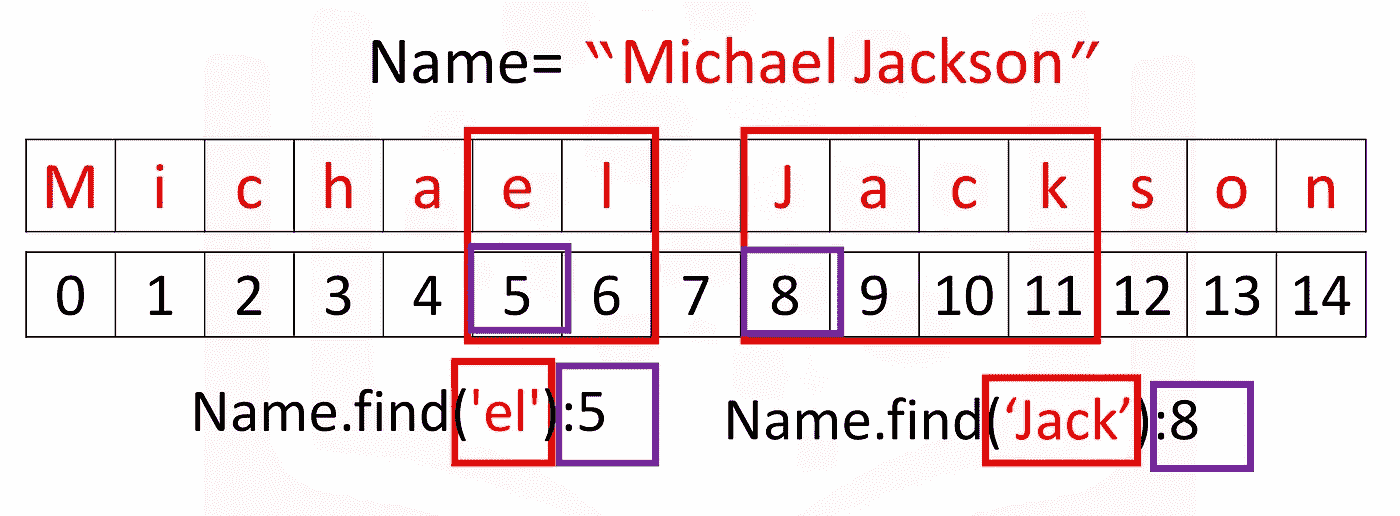 Name= “Michael Jackson”
M i c h a e l J a c k s o n
0 1 2 3 4 5 6 7 8 9 10 11 12 13 14
Name.find('el'):5
Name.find(‘Jack’):8